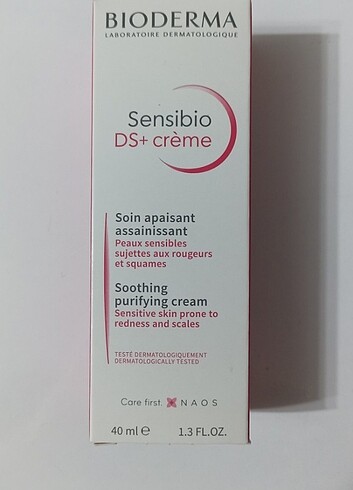 BIODERMA
LABORATOIRE DERMATOLOGIQUE
Sensibio
DS+ crème
Soin apaisant
assainissant
Peaux sensibles
sujettes aux rougeurs
et squames
Soothing
purifying cream
Sensitive skin prone to
redness and scales
TESTÉ DERMATOLOGIQUEMENT
DERMATOLOGICALLY TESTED
Care first. NAOS
40 ml ℮ 1.3 FL.OZ.